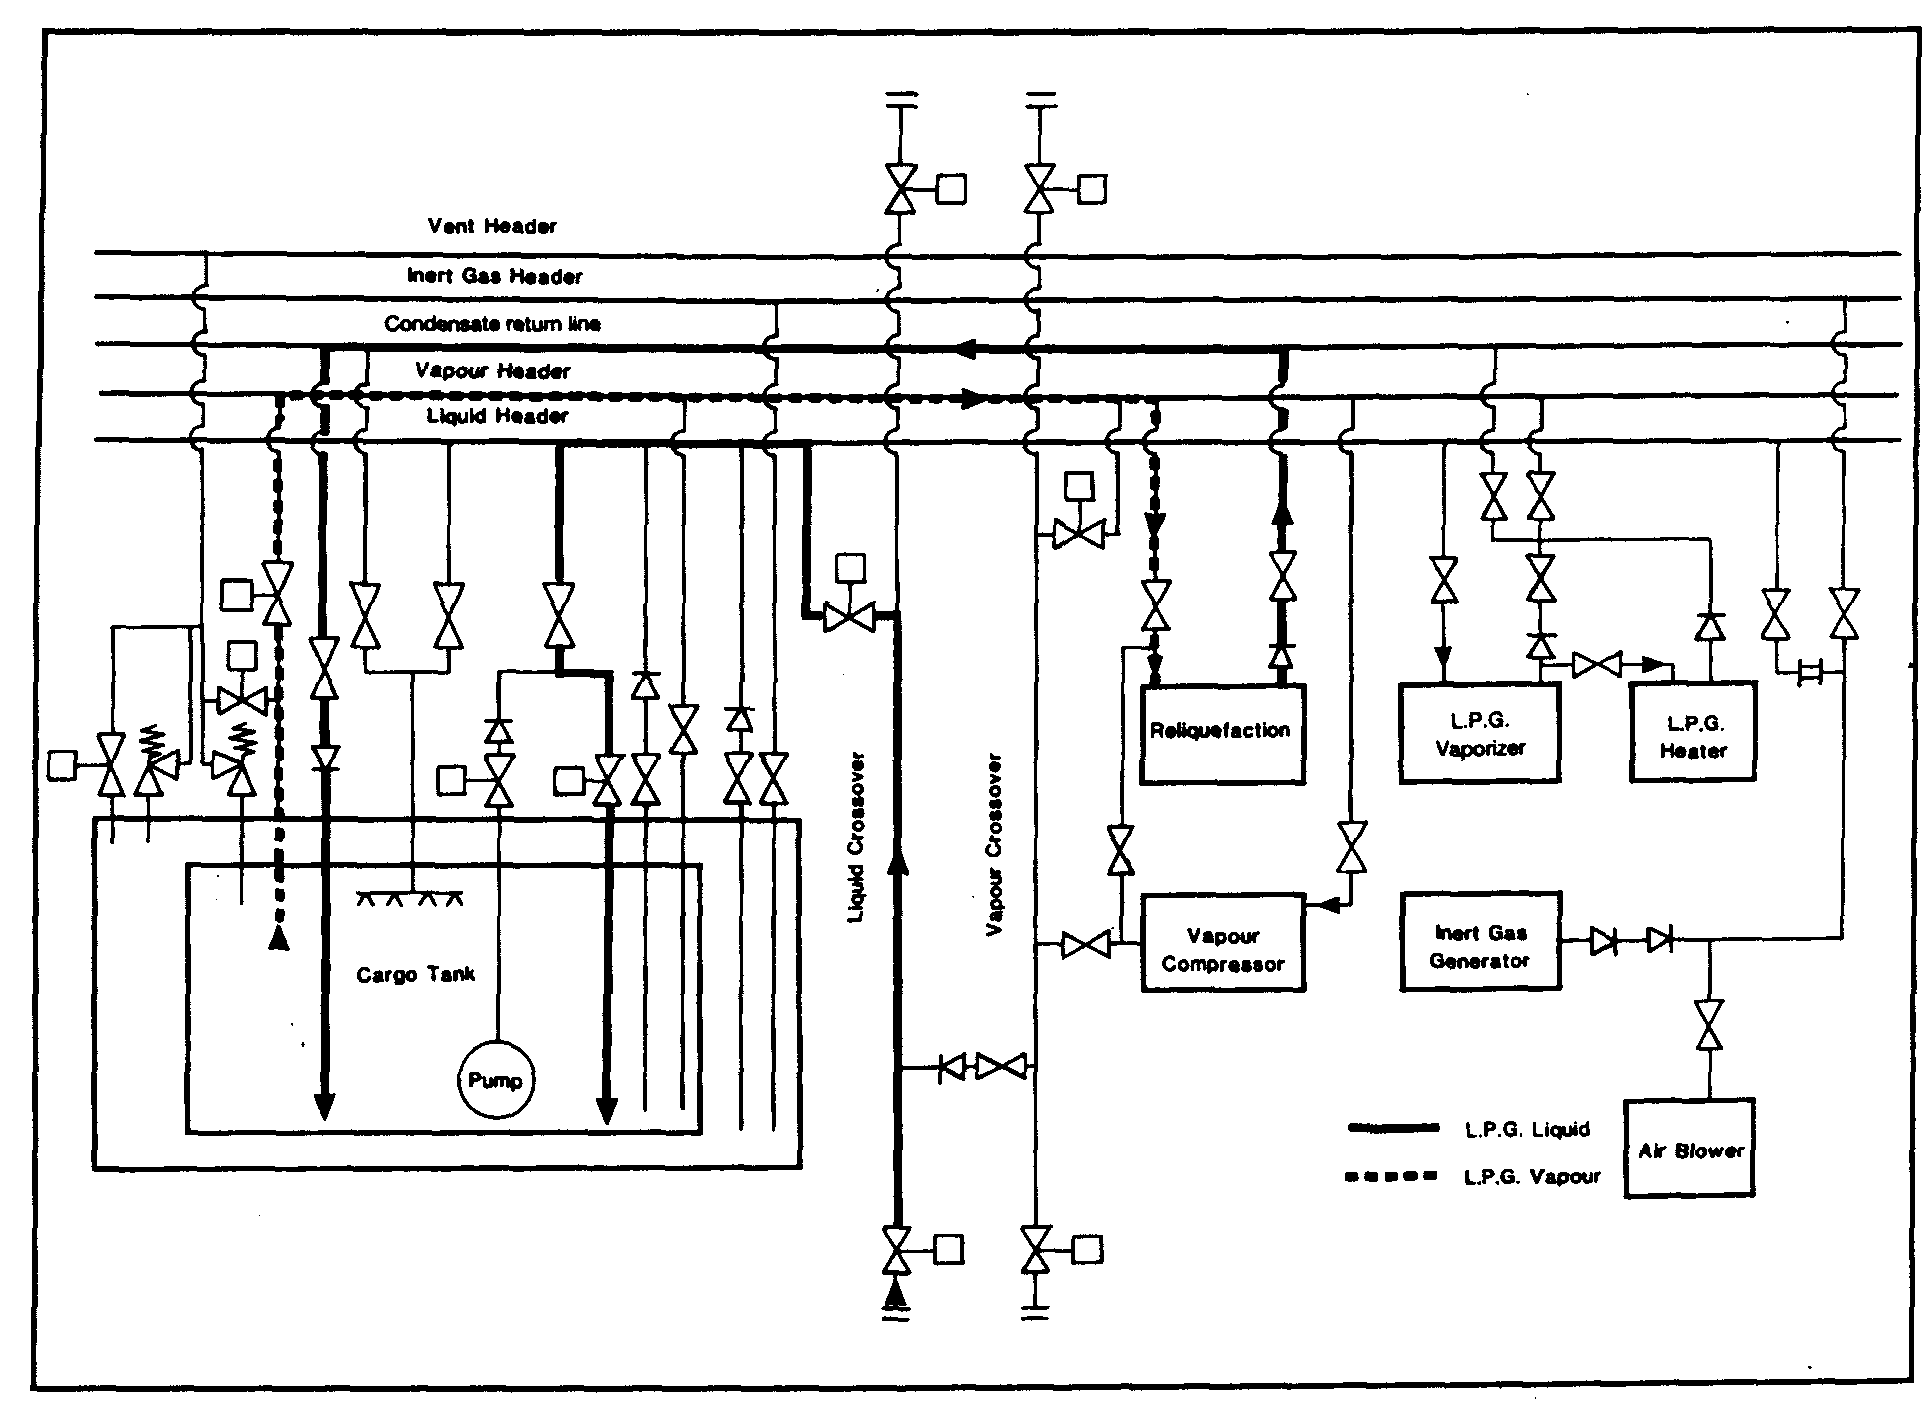 Vent Header
Inert Gas Header
Condensate return line
Vapour Header
Liquid Header
Liquid Crossover
Vapour Crossover
Reliquefaction
L.P.G.
Vaporizer
L.P.G.
Heater
Vapour
Compressor
Inert Gas
Generator
Cargo Tank
Pump
L.P.G. Liquid
L.P.G. Vapour
Air Blower